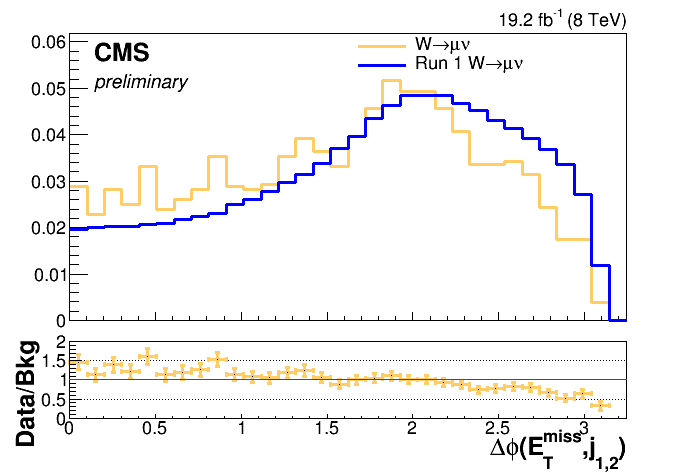 19.2 fb⁻¹ (8 TeV)
CMS
preliminary
W→μν
Run 1 W→μν
0.06
0.05
0.04
0.03
0.02
0.01
0
Data/Bkg
2
1.5
1
0.5
0
0 0.5 1 1.5 2 2.5 3
Δϕ(E_T^miss,j_1,2)